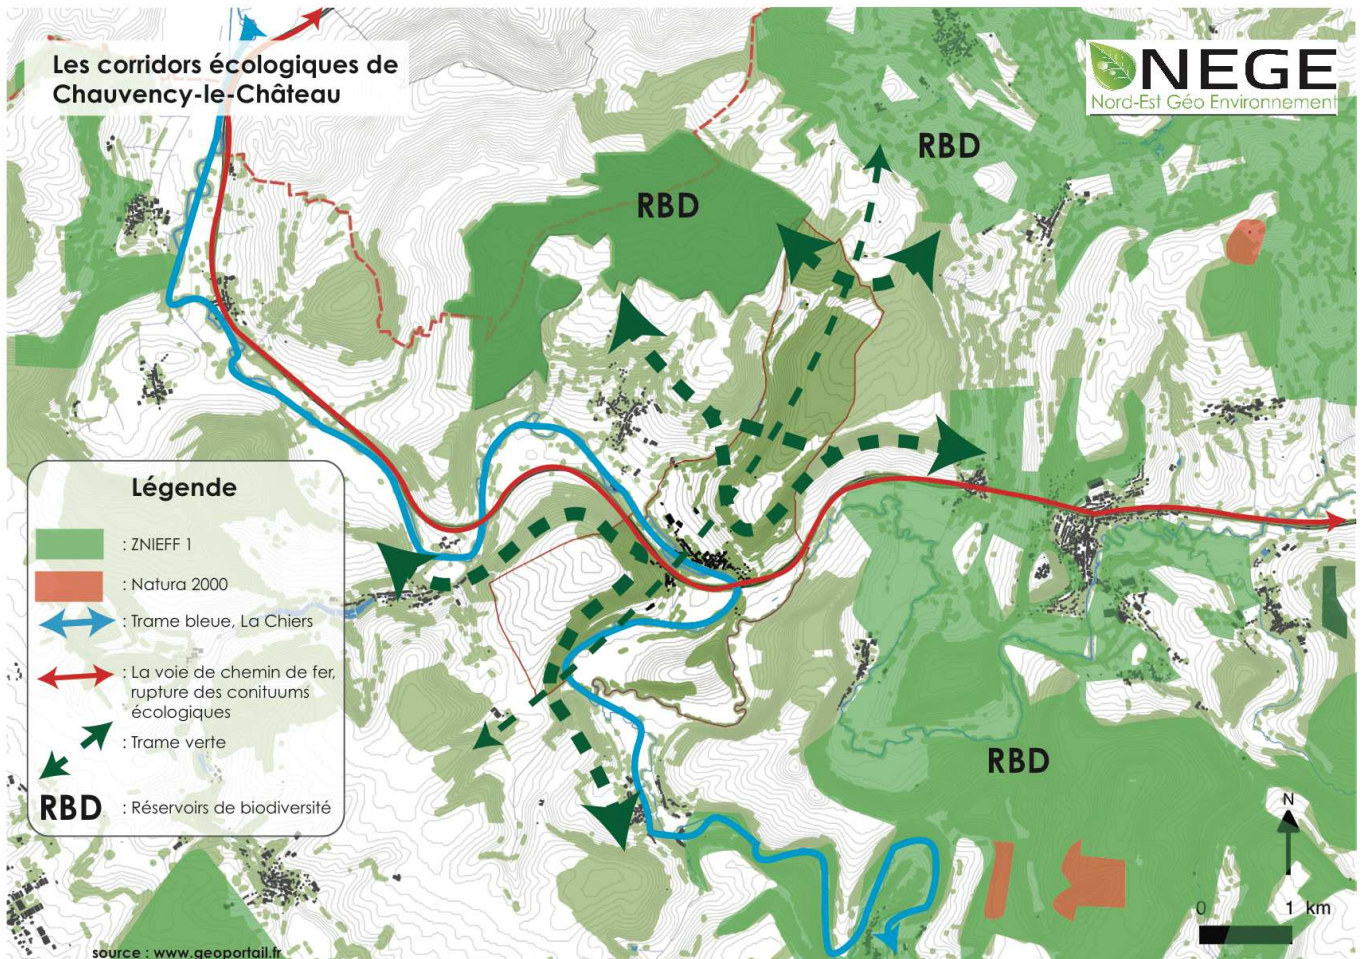 Les corridors écologiques de
Chauvency-le-Château
NEGE
Nord-Est Géo Environnement
RBD
RBD
RBD
Légende
: ZNIEFF 1
: Natura 2000
: Trame bleue, La Chiers
: La voie de chemin de fer,
rupture des conituums
écologiques
: Trame verte
RBD : Réservoirs de biodiversité
N
0 1 km
source : www.geoportail.fr